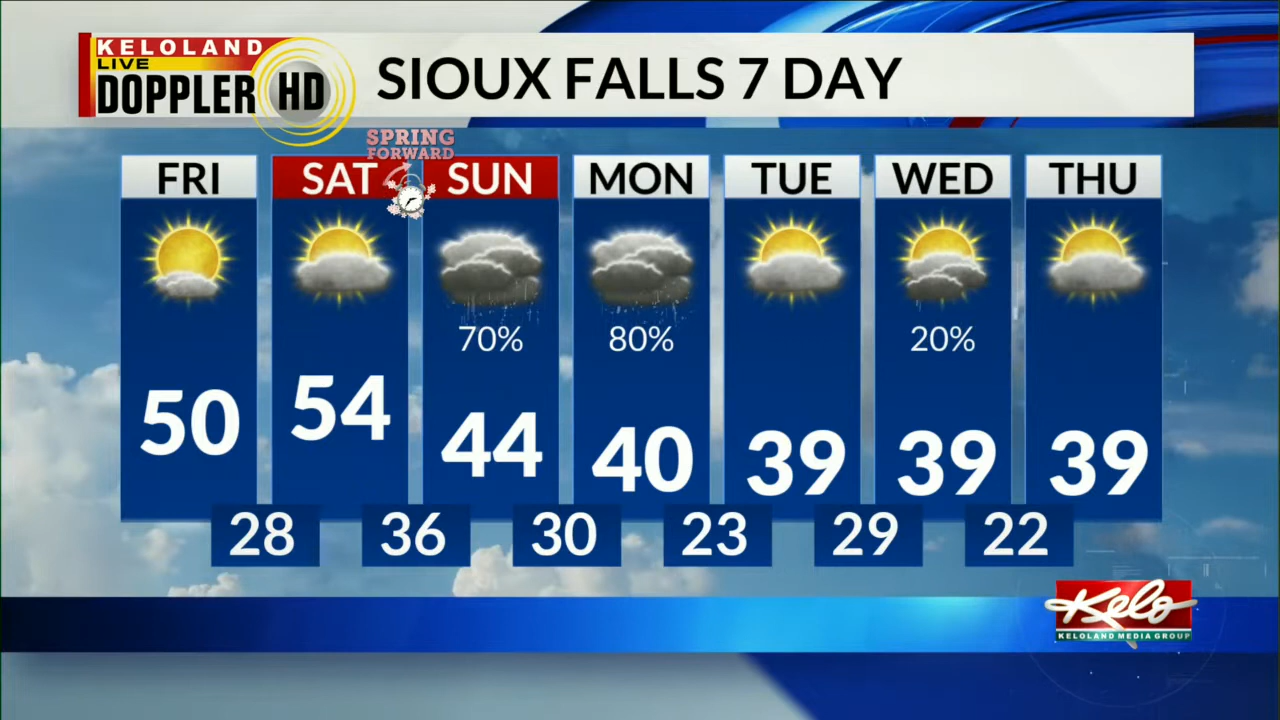 KELOLAND
LIVE
DOPPLER HD
SIOUX FALLS 7 DAY
SPRING
FORWARD
FRI SAT SUN MON TUE WED THU
70% 80% 20%
50 54 44 40 39 39 39
28 36 30 23 29 22
Kelo
KELOLAND MEDIA GROUP